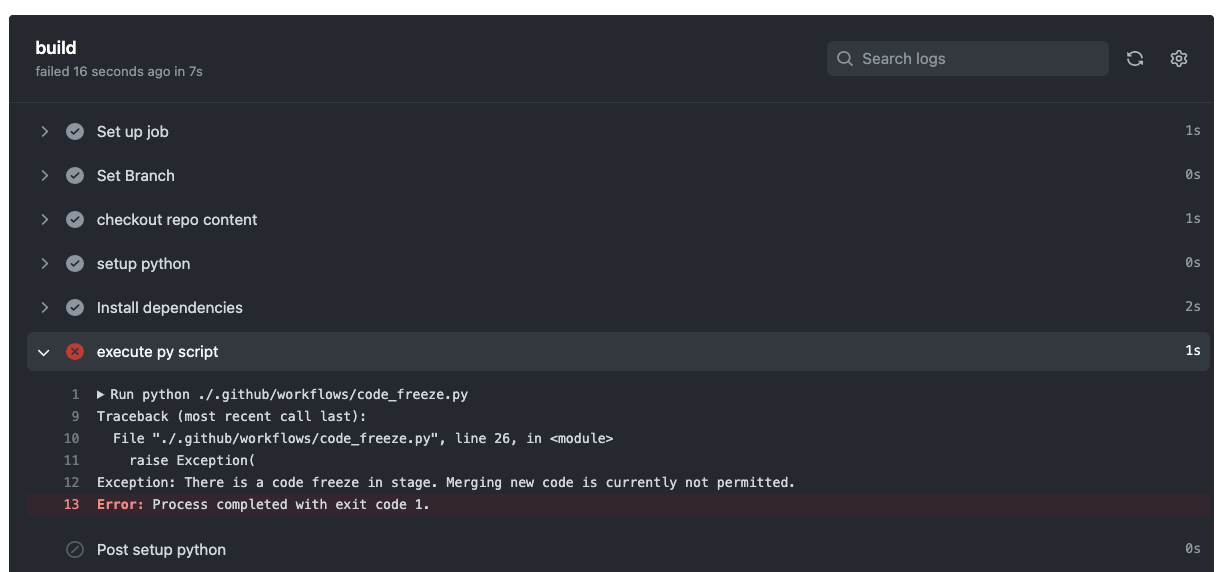 build
failed 16 seconds ago in 7s
Search logs
Set up job 1s
Set Branch 0s
checkout repo content 1s
setup python 0s
Install dependencies 2s
execute py script 1s
1 Run python ./.github/workflows/code_freeze.py
9 Traceback (most recent call last):
10 File "./.github/workflows/code_freeze.py", line 26, in <module>
11 raise Exception(
12 Exception: There is a code freeze in stage. Merging new code is currently not permitted.
13 Error: Process completed with exit code 1.
Post setup python 0s